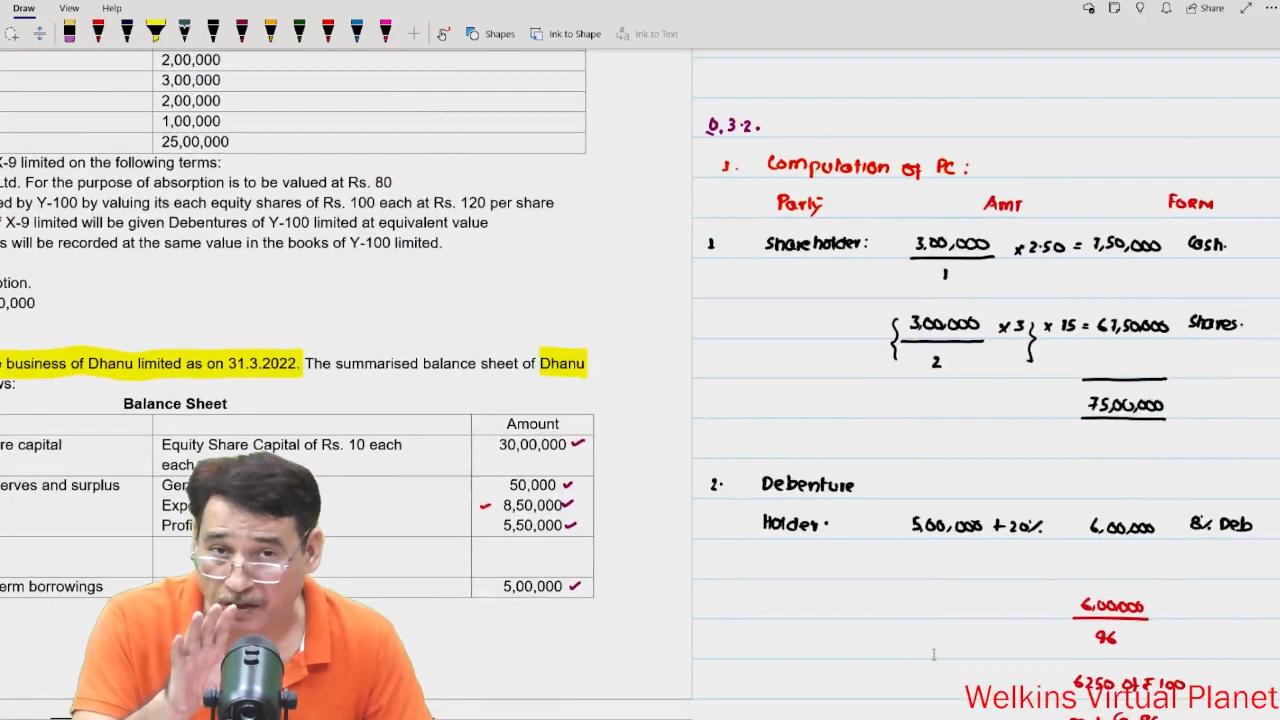 Draw View Help
Share
Shapes Ink to Shape Ink to Text
2,00,000
3,00,000
2,00,000
1,00,000
25,00,000
X-9 limited on the following terms:
Ltd. For the purpose of absorption is to be valued at Rs. 80
ed by Y-100 by valuing its each equity shares of Rs. 100 each at Rs. 120 per share
f X-9 limited will be given Debentures of Y-100 limited at equivalent value
s will be recorded at the same value in the books of Y-100 limited.
ption.
0,000
e business of Dhanu limited as on 31.3.2022. The summarised balance sheet of Dhanu
ws:
Balance Sheet
Amount
re capital Equity Share Capital of Rs. 10 each 30,00,000
each
erves and surplus Ger 50,000
Exp 8,50,000
Profi 5,50,000
erm borrowings 5,00,000
Q.3.2.
1. Computation of PC:
Party Amt FORM
1 Shareholder: 3,00,000 × 2.50 = 7,50,000 Cash.
1
{3,00,000 × 3} × 15 = 67,50,000 Shares.
2
75,00,000
2. Debenture
Holder. 5,00,000 + 20% 6,00,000 8% Deb
6,00,000
96
6250 of ₹ 100
Welkins Virtual Planet